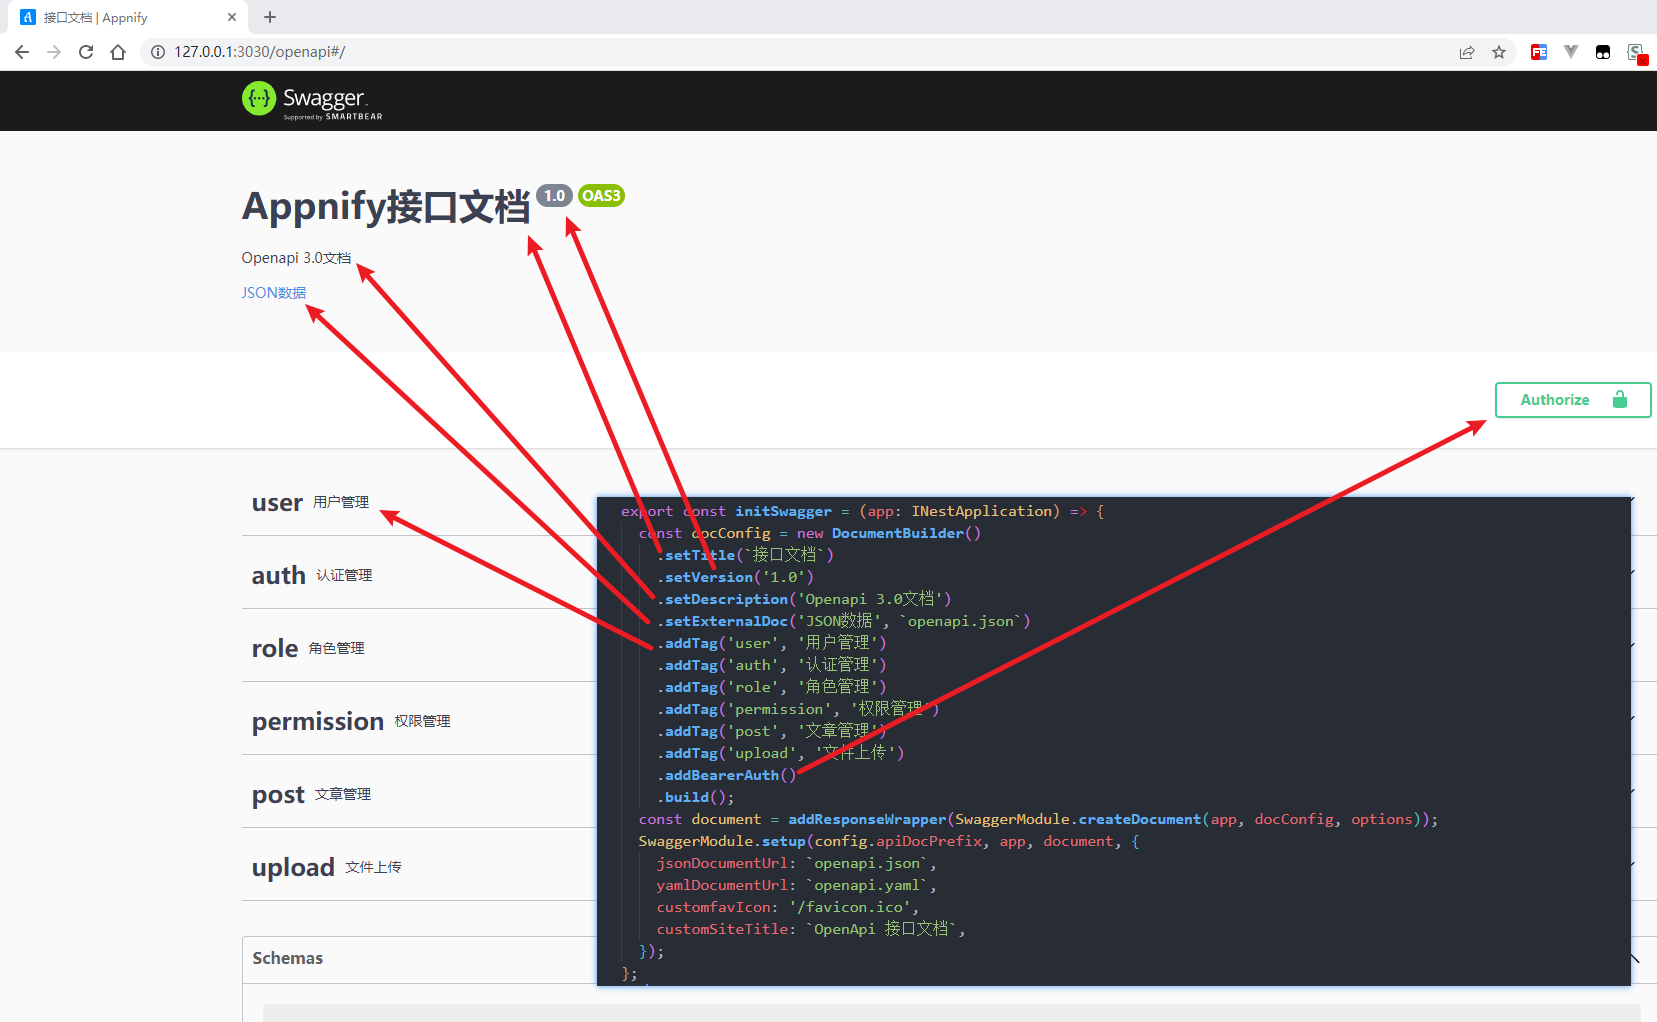 接口文档 | Appnify
127.0.0.1:3030/openapi#/
Swagger
Supported by SMARTBEAR
Appnify接口文档 1.0 OAS3
Openapi 3.0文档
JSON数据
Authorize
user 用户管理
auth 认证管理
role 角色管理
permission 权限管理
post 文章管理
upload 文件上传
Schemas
export const initSwagger = (app: INestApplication) => {
const docConfig = new DocumentBuilder()
.setTitle(`接口文档`)
.setVersion('1.0')
.setDescription('Openapi 3.0文档')
.setExternalDoc('JSON数据', `openapi.json`)
.addTag('user', '用户管理')
.addTag('auth', '认证管理')
.addTag('role', '角色管理')
.addTag('permission', '权限管理')
.addTag('post', '文章管理')
.addTag('upload', '文件上传')
.addBearerAuth()
.build();
const document = addResponseWrapper(SwaggerModule.createDocument(app, docConfig, options));
SwaggerModule.setup(config.apiDocPrefix, app, document, {
jsonDocumentUrl: `openapi.json`,
yamlDocumentUrl: `openapi.yaml`,
customfavIcon: '/favicon.ico',
customSiteTitle: `OpenApi 接口文档`,
});
};